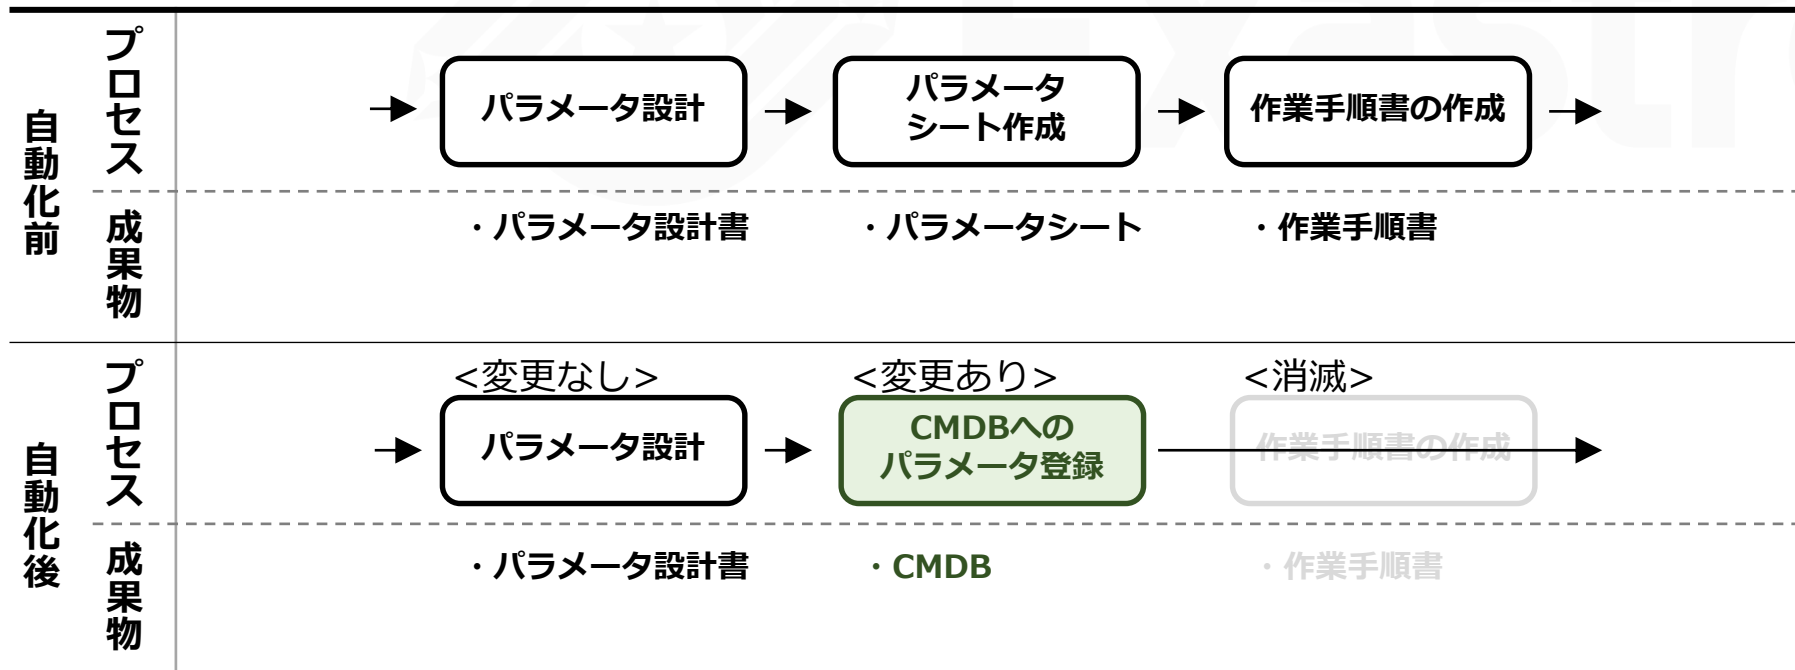 自動化前
プロセス
パラメータ設計
パラメータ
シート作成
作業手順書の作成
成果物
・パラメータ設計書
・パラメータシート
・作業手順書
自動化後
プロセス
<変更なし>
<変更あり>
<消滅>
パラメータ設計
CMDBへの
パラメータ登録
作業手順書の作成
成果物
・パラメータ設計書
・CMDB
・作業手順書